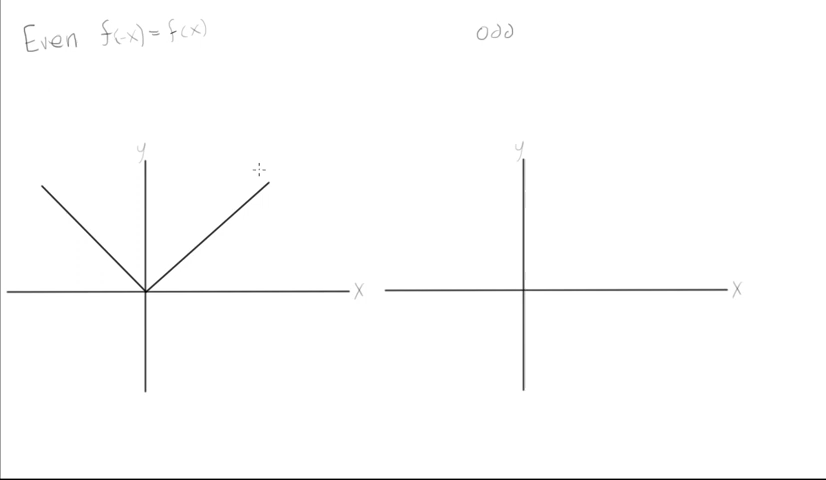 Even f(-x) = f(x)
odd
y
y
x
x